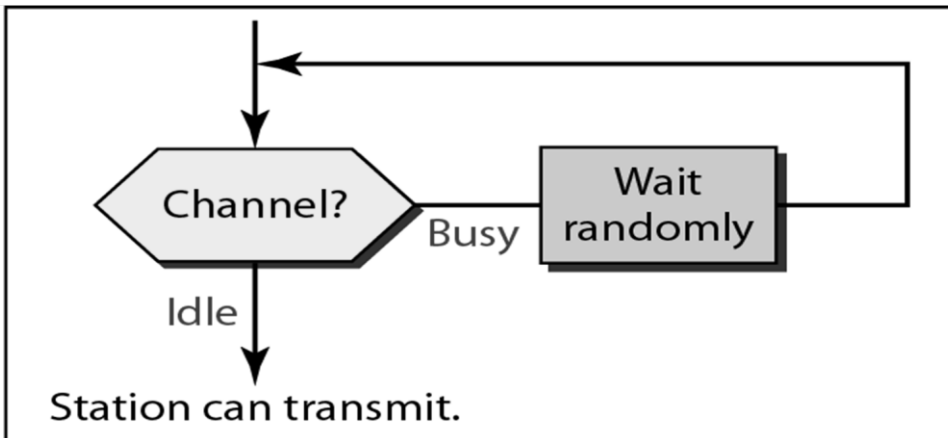 Channel?
Wait
randomly
Busy
Idle
Station can transmit.